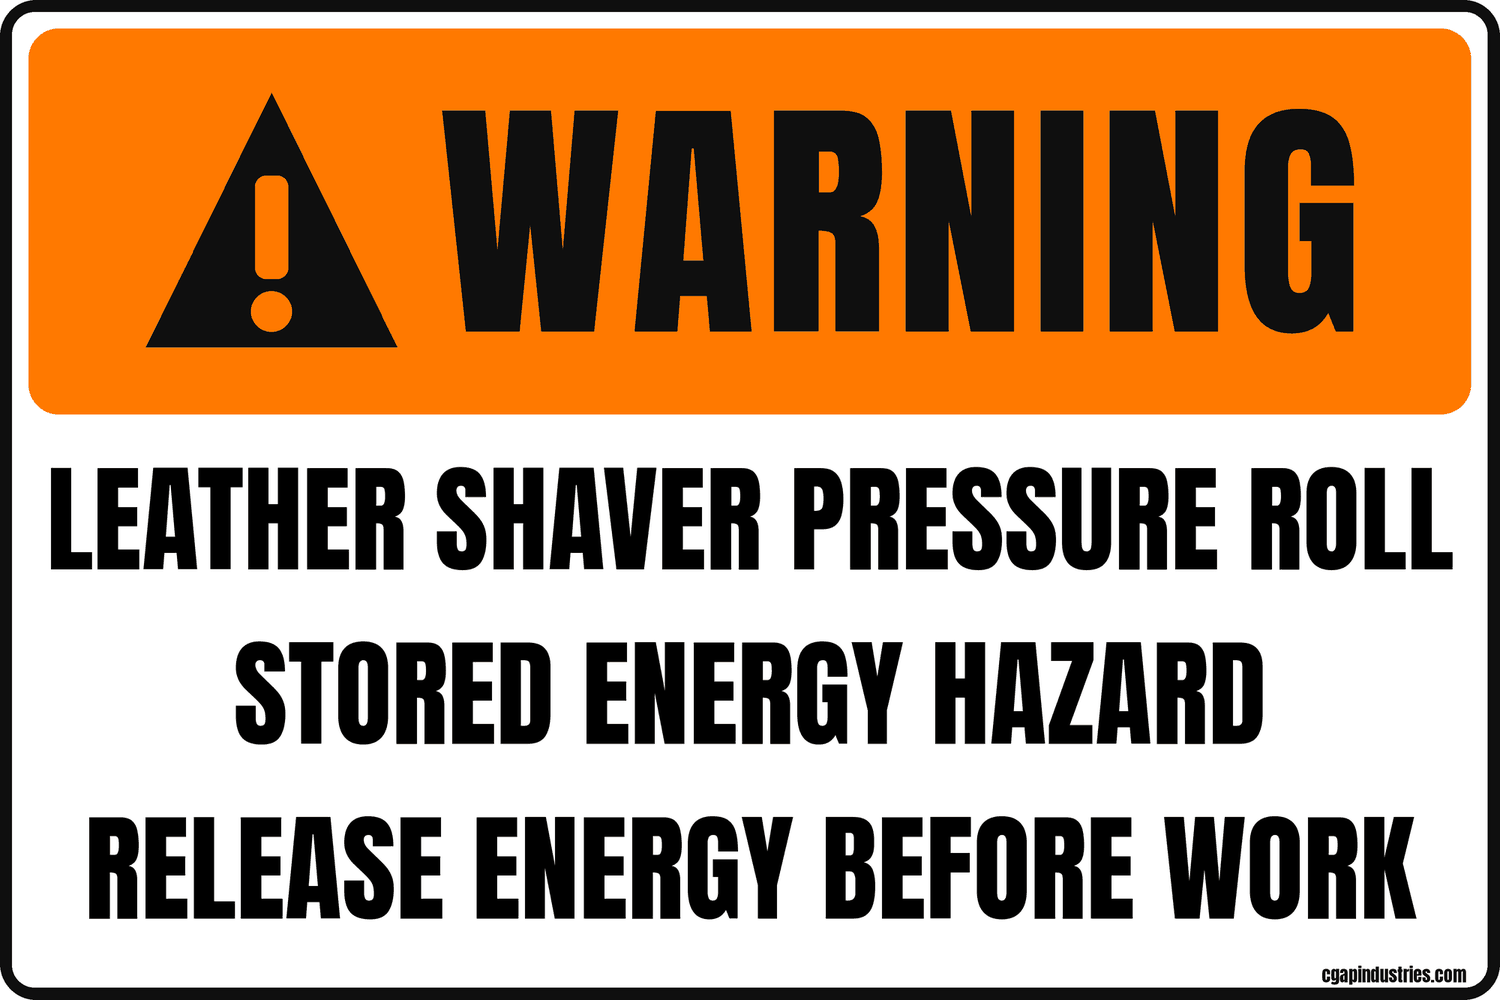 WARNING
LEATHER SHAVER PRESSURE ROLL
STORED ENERGY HAZARD
RELEASE ENERGY BEFORE WORK
cgapindustries.com